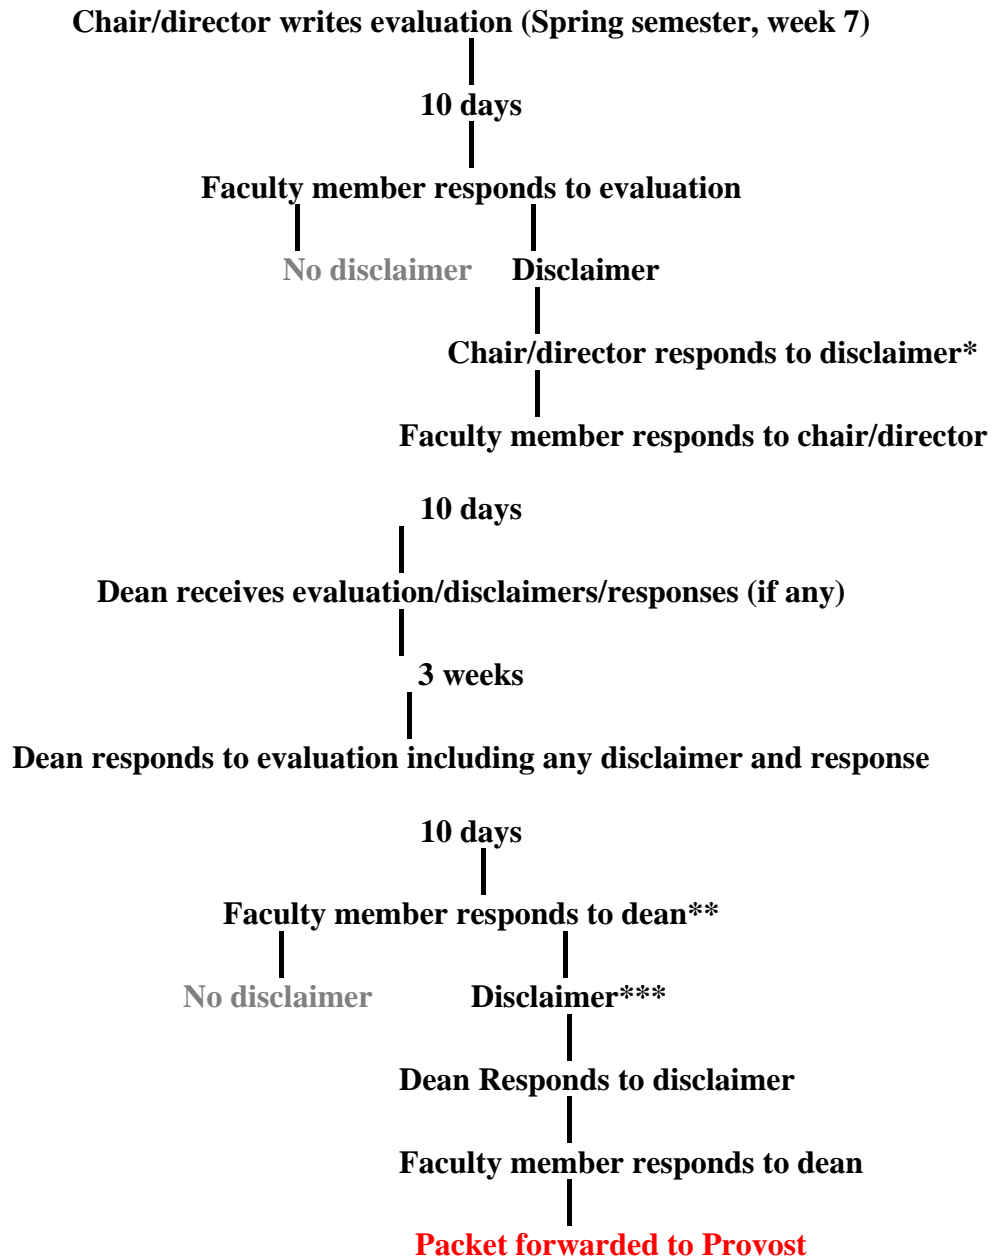 Chair/director writes evaluation (Spring semester, week 7)
10 days
Faculty member responds to evaluation
No disclaimer Disclaimer
Chair/director responds to disclaimer*
Faculty member responds to chair/director
10 days
Dean receives evaluation/disclaimers/responses (if any)
3 weeks
Dean responds to evaluation including any disclaimer and response
10 days
Faculty member responds to dean**
No disclaimer Disclaimer***
Dean Responds to disclaimer
Faculty member responds to dean
Packet forwarded to Provost